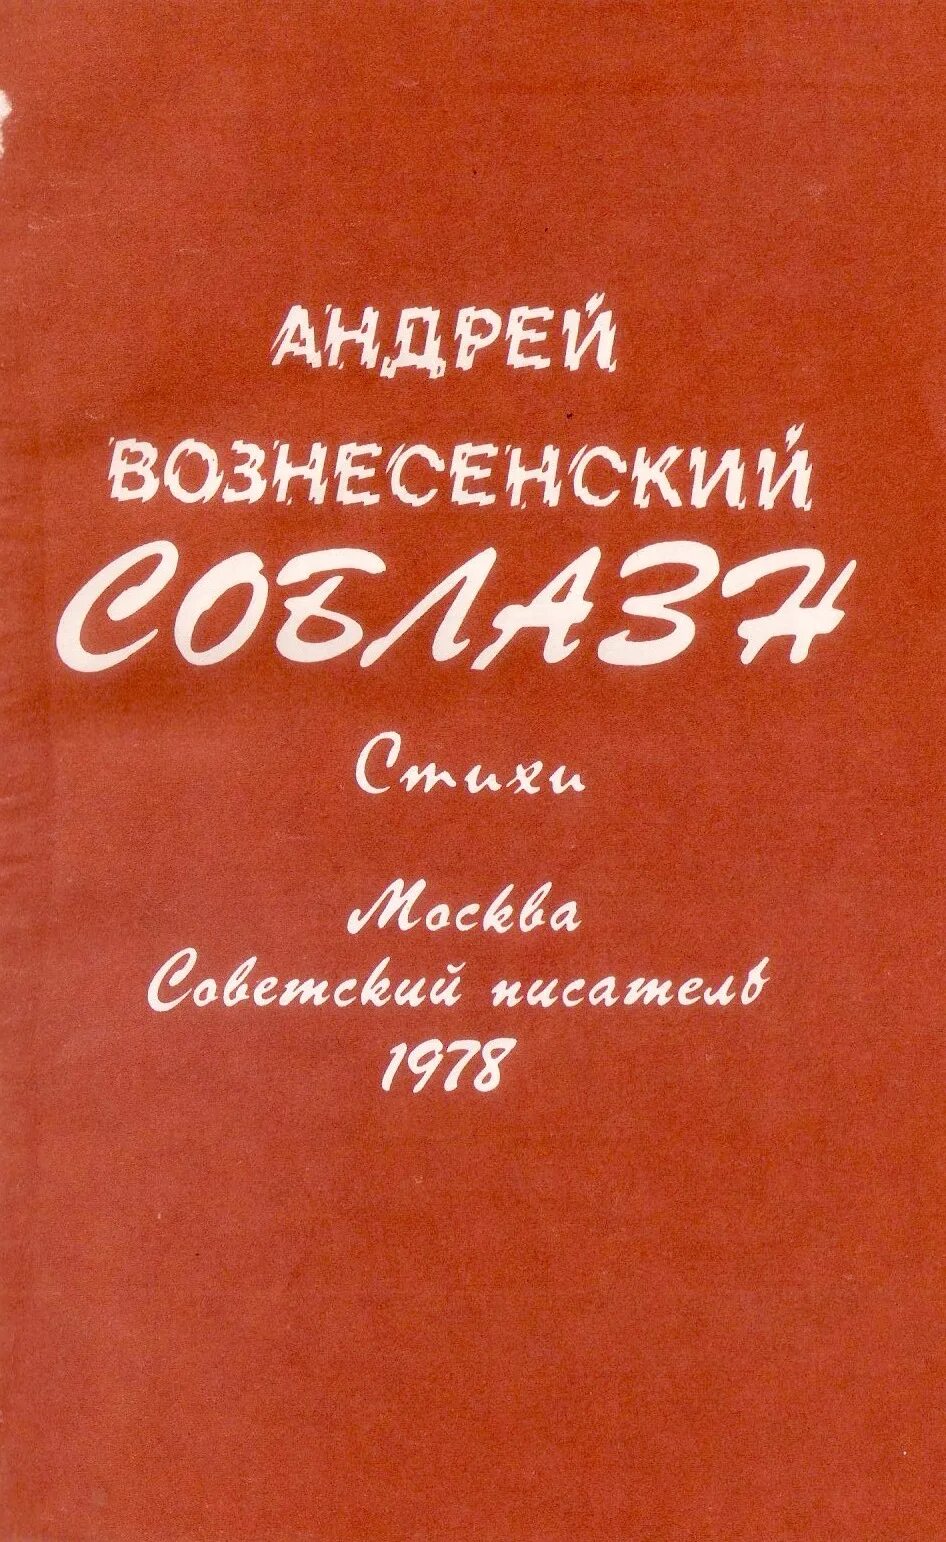 АНДРЕЙ
ВОЗНЕСЕНСКИЙ
СОБЛАЗН
Стихи
Москва
Советский писатель
1978